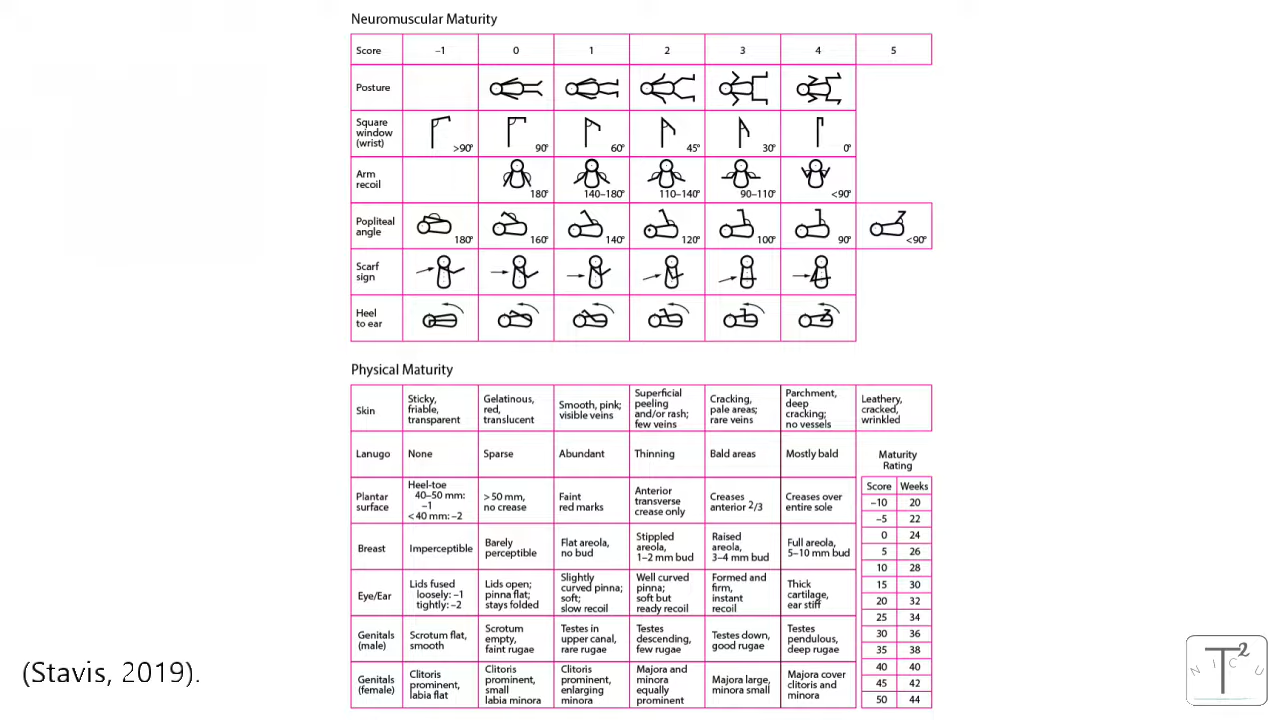 Neuromuscular Maturity
Score –1 0 1 2 3 4 5
Posture
Square
window
(wrist)
>90° 90° 60° 45° 30° 0°
Arm
recoil
180° 140–180° 110–140° 90–110° <90°
Popliteal
angle
180° 160° 140° 120° 100° 90° <90°
Scarf
sign
Heel
to ear
Physical Maturity
Skin
Sticky,
friable,
transparent
Gelatinous,
red,
translucent
Smooth, pink;
visible veins
Superficial
peeling
and/or rash;
few veins
Cracking,
pale areas;
rare veins
Parchment,
deep
cracking;
no vessels
Leathery,
cracked,
wrinkled
Lanugo
None
Sparse
Abundant
Thinning
Bald areas
Mostly bald
Plantar
surface
Heel-toe
40–50 mm:
–1
<40 mm: –2
>50 mm,
no crease
Faint
red marks
Anterior
transverse
crease only
Creases
anterior 2/3
Creases over
entire sole
Breast
Imperceptible
Barely
perceptible
Flat areola,
no bud
Stippled
areola,
1–2 mm bud
Raised
areola,
3–4 mm bud
Full areola,
5–10 mm bud
Eye/Ear
Lids fused
loosely: –1
tightly: –2
Lids open;
pinna flat;
stays folded
Slightly
curved pinna;
soft;
slow recoil
Well curved
pinna;
soft but
ready recoil
Formed and
firm,
instant
recoil
Thick
cartilage,
ear stiff
Genitals
(male)
Scrotum flat,
smooth
Scrotum
empty,
faint rugae
Testes in
upper canal,
rare rugae
Testes
descending,
few rugae
Testes down,
good rugae
Testes
pendulous,
deep rugae
Genitals
(female)
Clitoris
prominent,
labia flat
Clitoris
prominent,
small
labia minora
Clitoris
prominent,
enlarging
minora
Majora and
minora
equally
prominent
Majora large,
minora small
Majora cover
clitoris and
minora
Maturity
Rating
Score Weeks
–10 20
–5 22
0 24
5 26
10 28
15 30
20 32
25 34
30 36
35 38
40 40
45 42
50 44
(Stavis, 2019).
T2
NICU